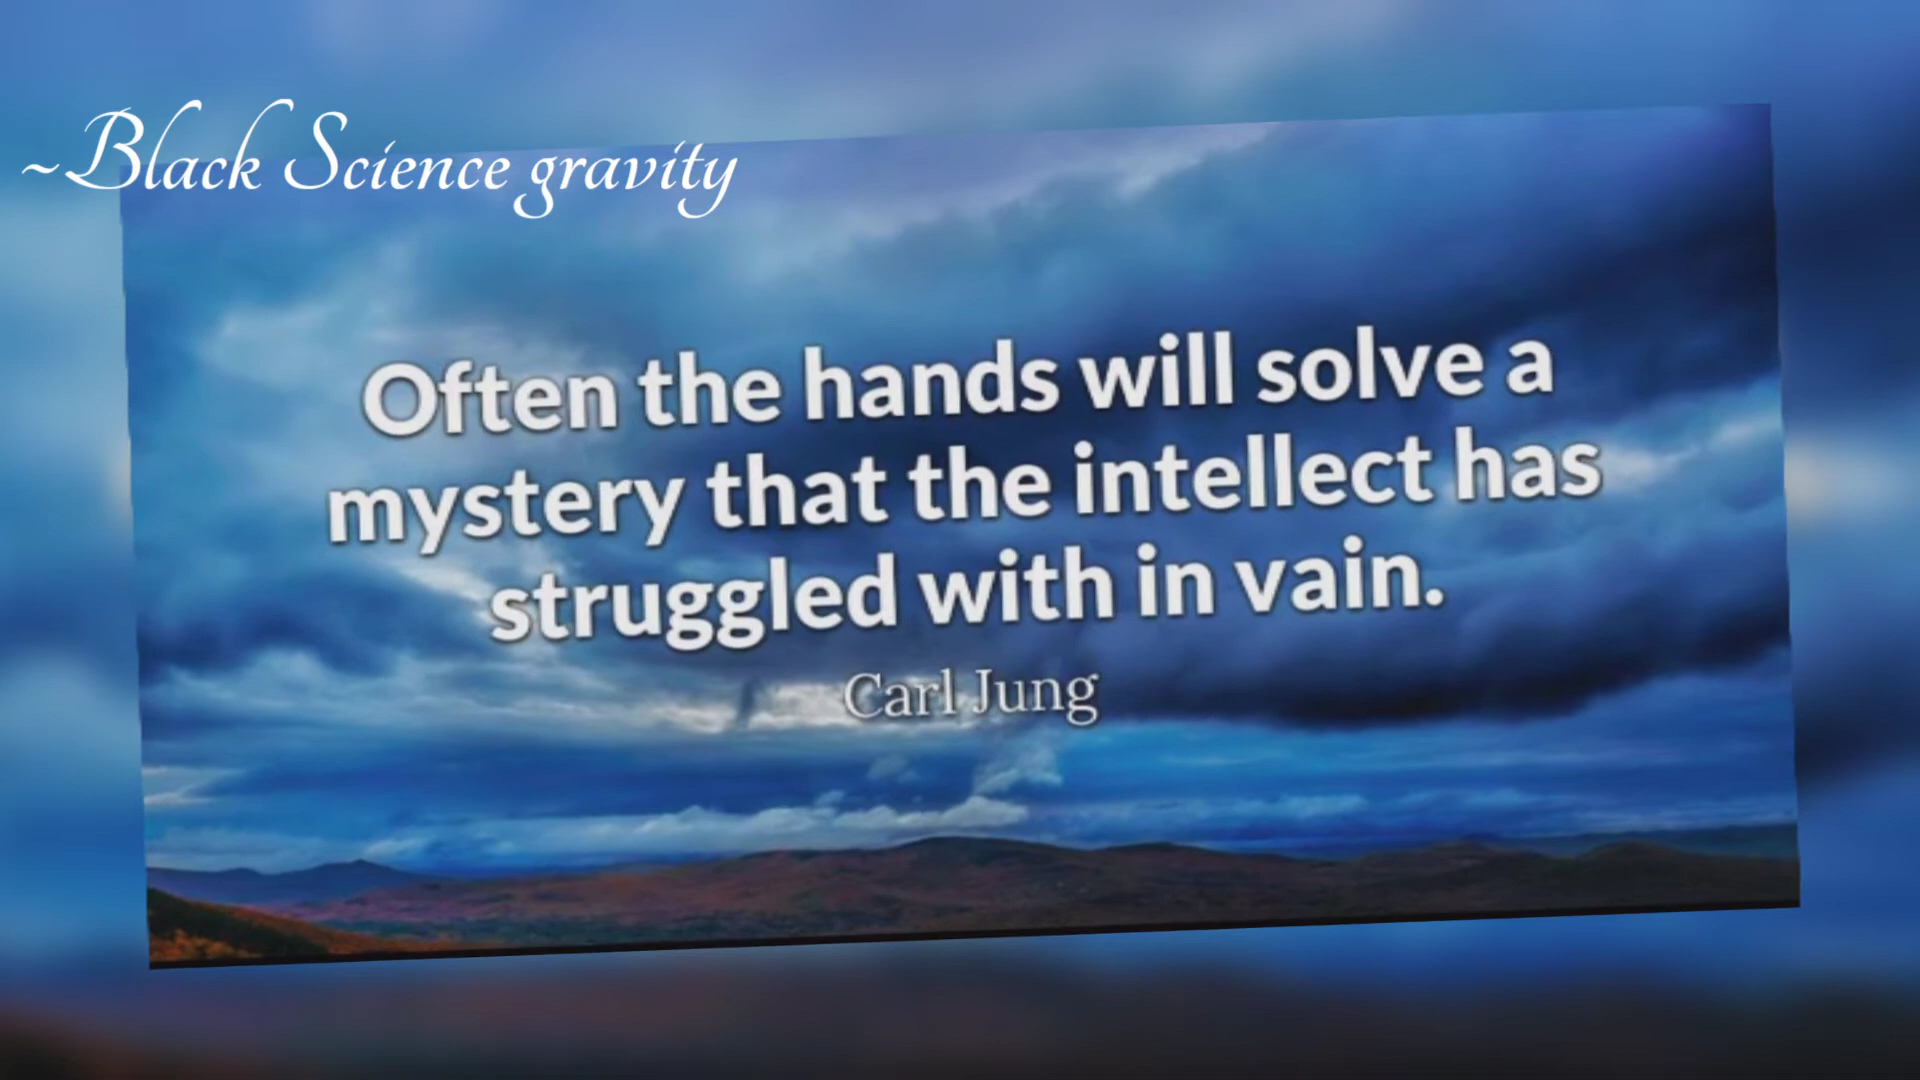 ~Black Science gravity
Often the hands will solve a
mystery that the intellect has
struggled with in vain.
Carl Jung